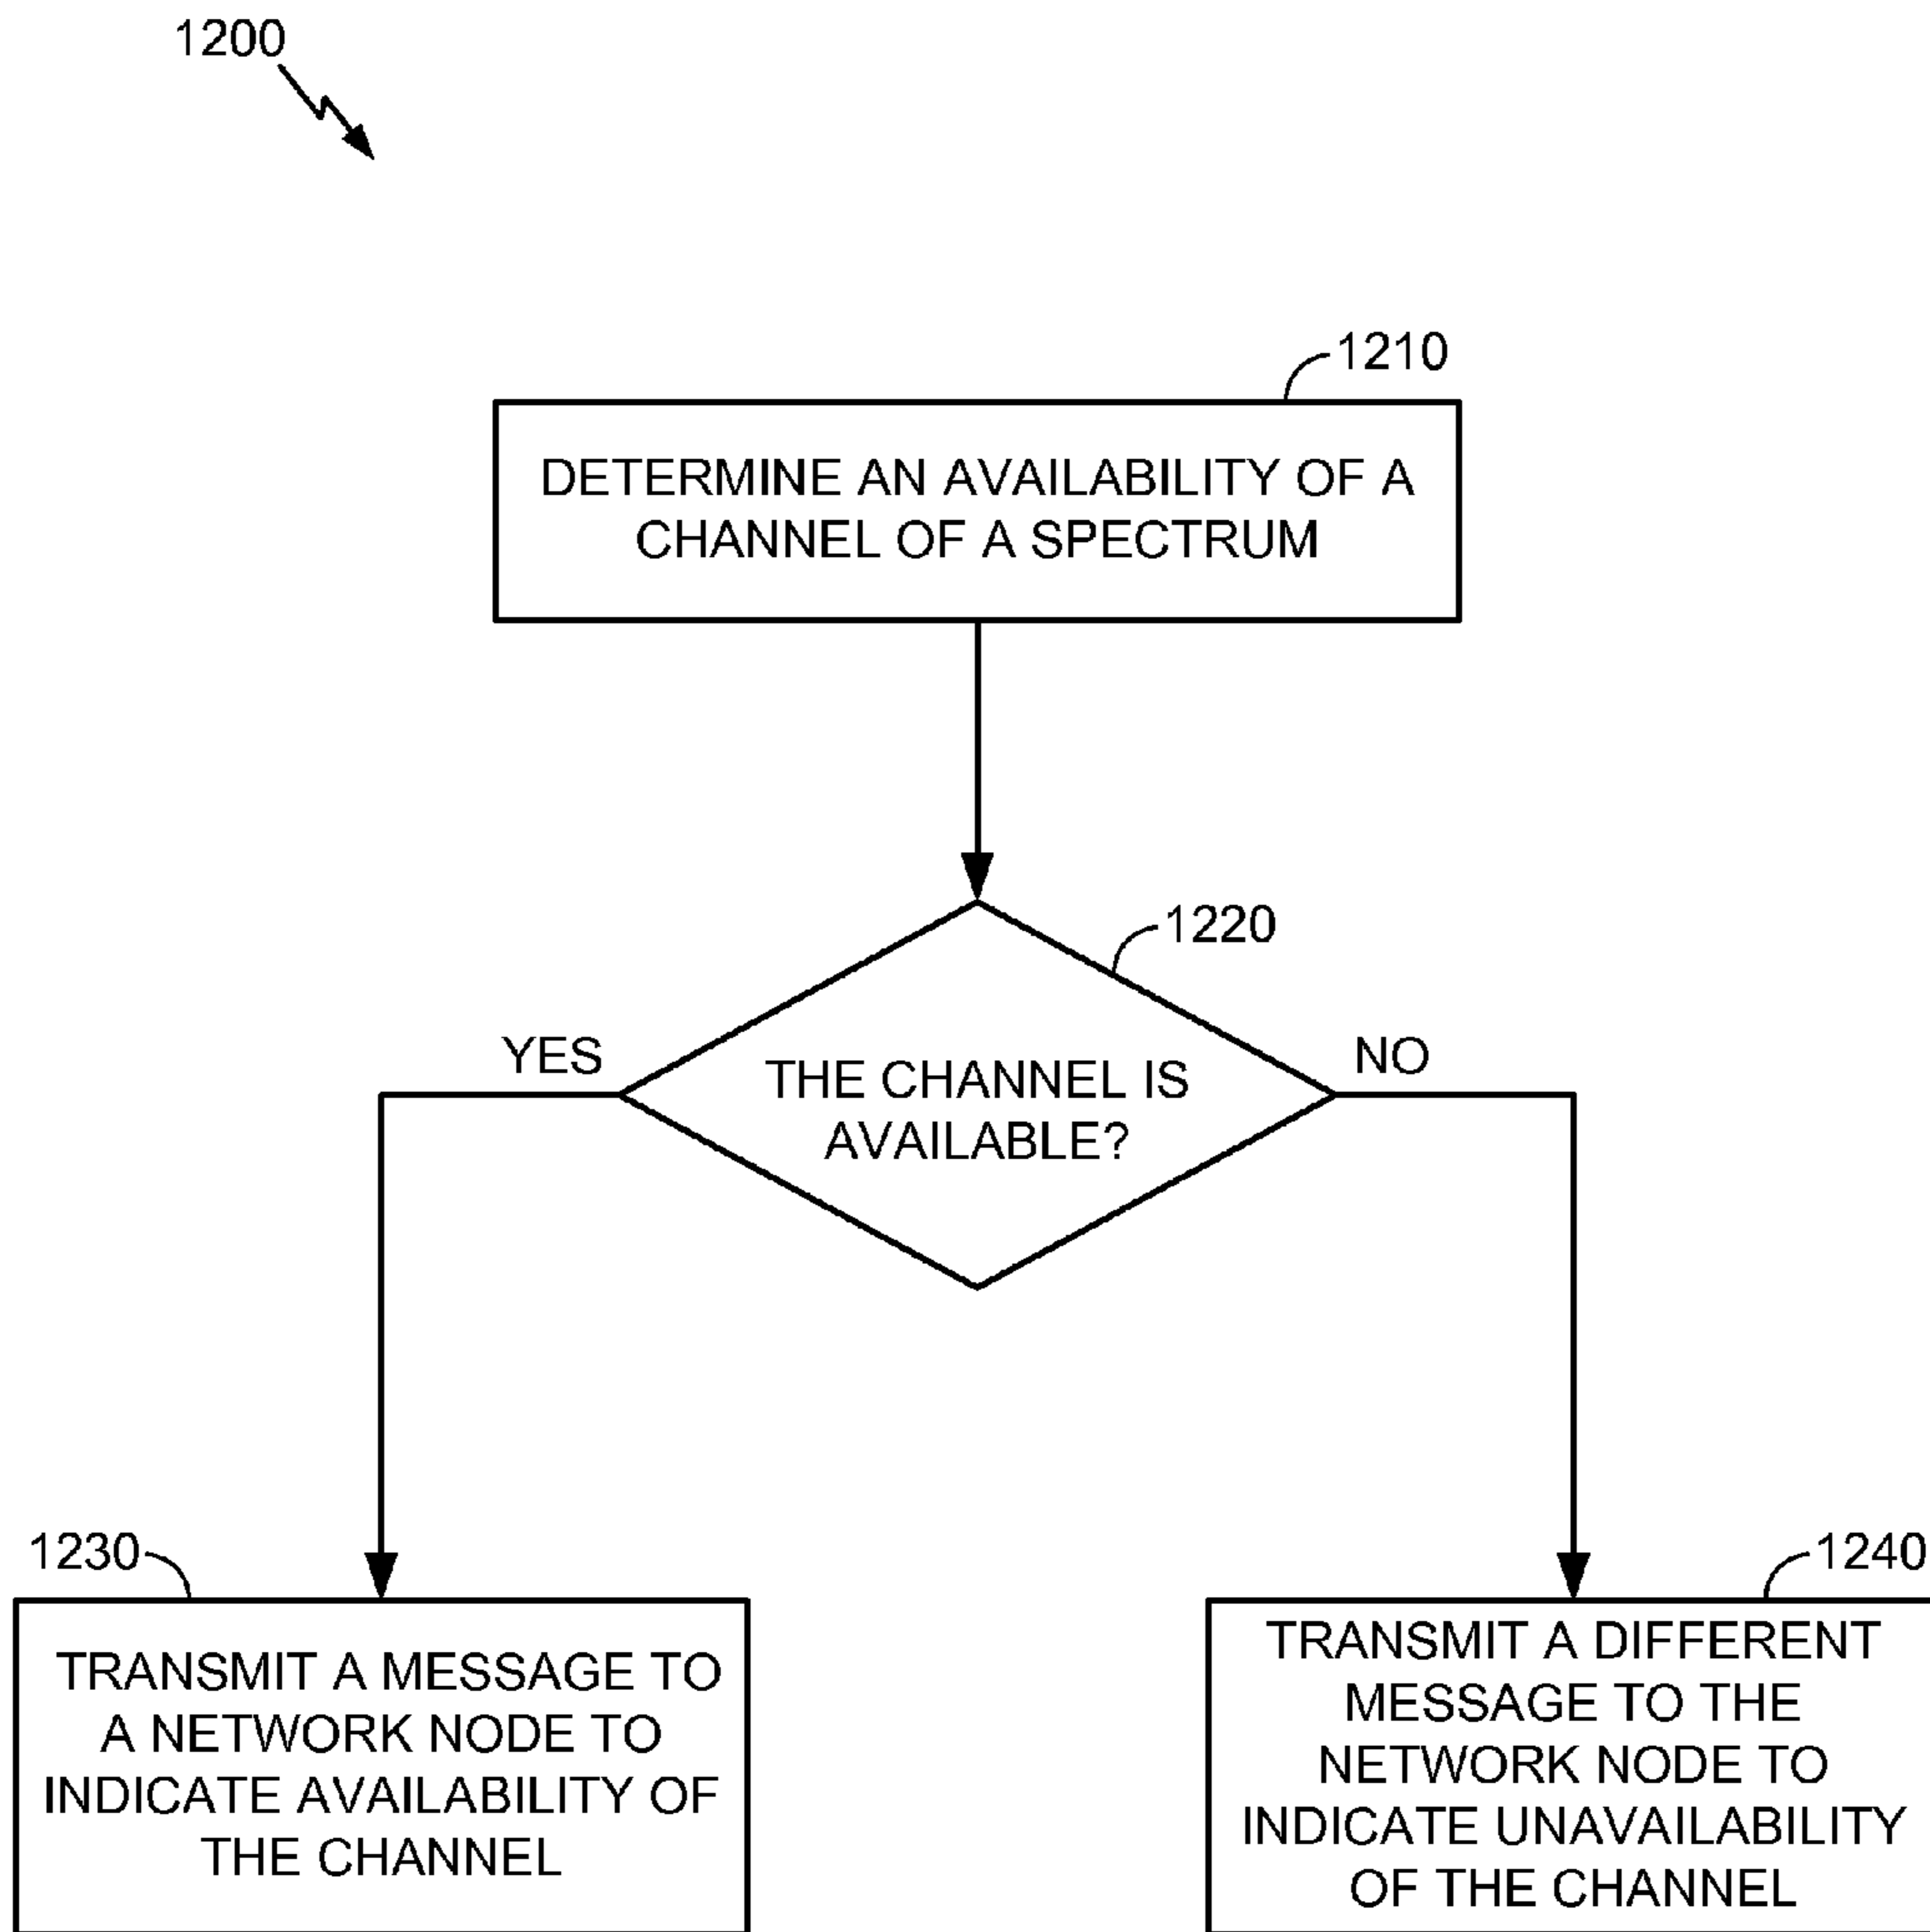 1200
1210
DETERMINE AN AVAILABILITY OF A
CHANNEL OF A SPECTRUM
1220
YES
NO
THE CHANNEL IS
AVAILABLE?
1230
TRANSMIT A MESSAGE TO
A NETWORK NODE TO
INDICATE AVAILABILITY OF
THE CHANNEL
1240
TRANSMIT A DIFFERENT
MESSAGE TO THE
NETWORK NODE TO
INDICATE UNAVAILABILITY
OF THE CHANNEL